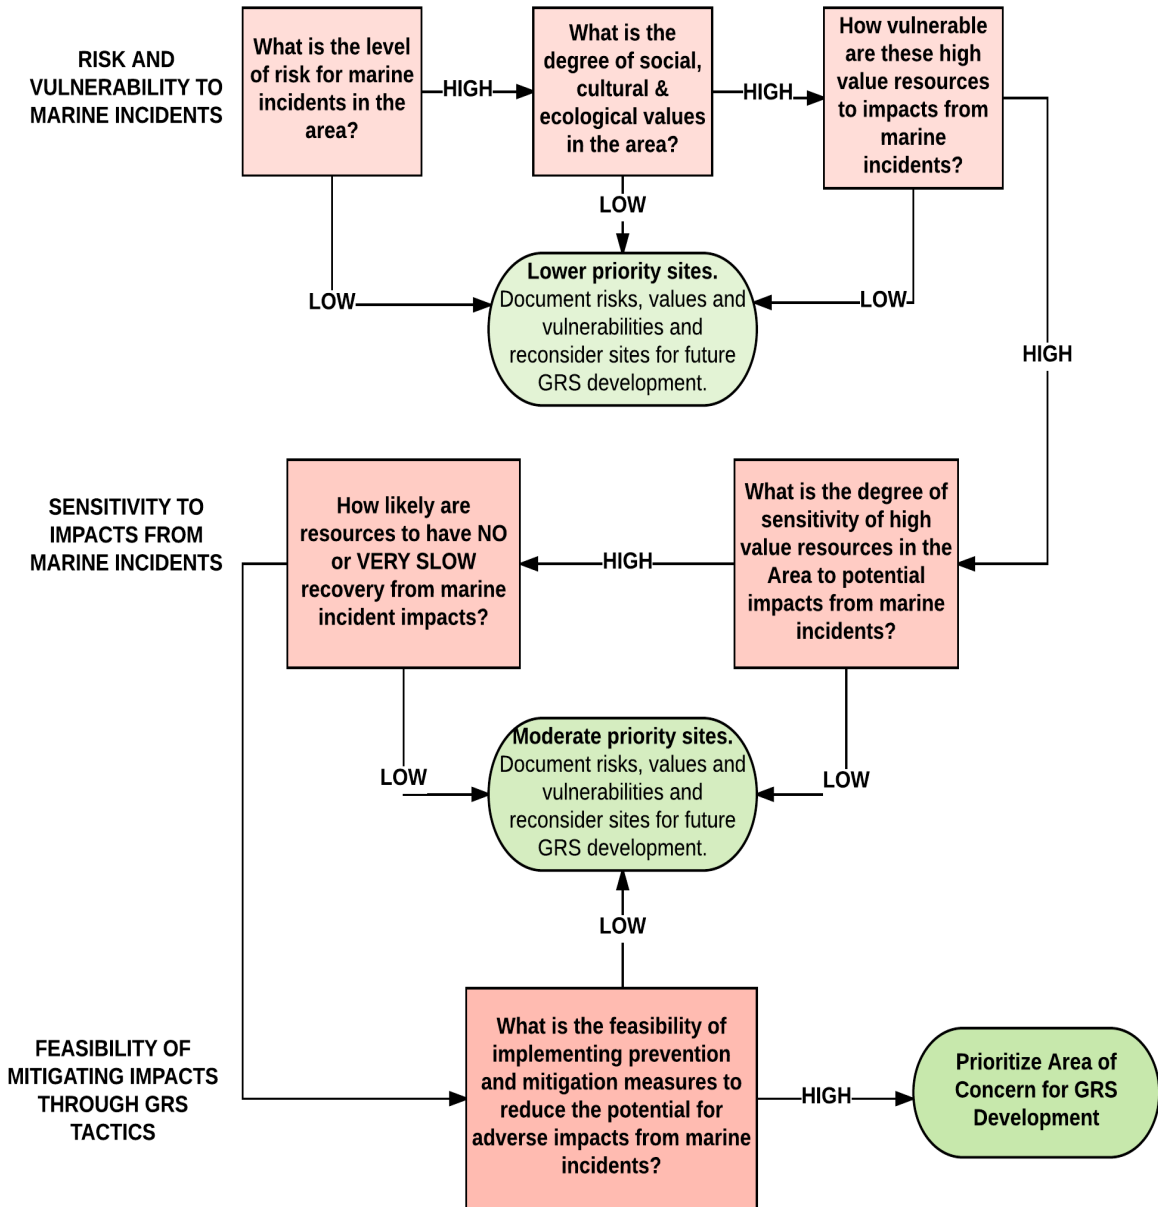 RISK AND
VULNERABILITY TO
MARINE INCIDENTS
What is the level
of risk for marine
incidents in the
area?
HIGH
What is the
degree of social,
cultural &
ecological values
in the area?
HIGH
How vulnerable
are these high
value resources
to impacts from
marine
incidents?
LOW
LOW
LOW
HIGH
Lower priority sites.
Document risks, values and
vulnerabilities and
reconsider sites for future
GRS development.
SENSITIVITY TO
IMPACTS FROM
MARINE INCIDENTS
How likely are
resources to have NO
or VERY SLOW
recovery from marine
incident impacts?
HIGH
What is the degree of
sensitivity of high
value resources in the
Area to potential
impacts from marine
incidents?
LOW
LOW
Moderate priority sites.
Document risks, values and
vulnerabilities and
reconsider sites for future
GRS development.
LOW
FEASIBILITY OF
MITIGATING IMPACTS
THROUGH GRS
TACTICS
What is the feasibility of
implementing prevention
and mitigation measures to
reduce the potential for
adverse impacts from marine
incidents?
HIGH
Prioritize Area of
Concern for GRS
Development